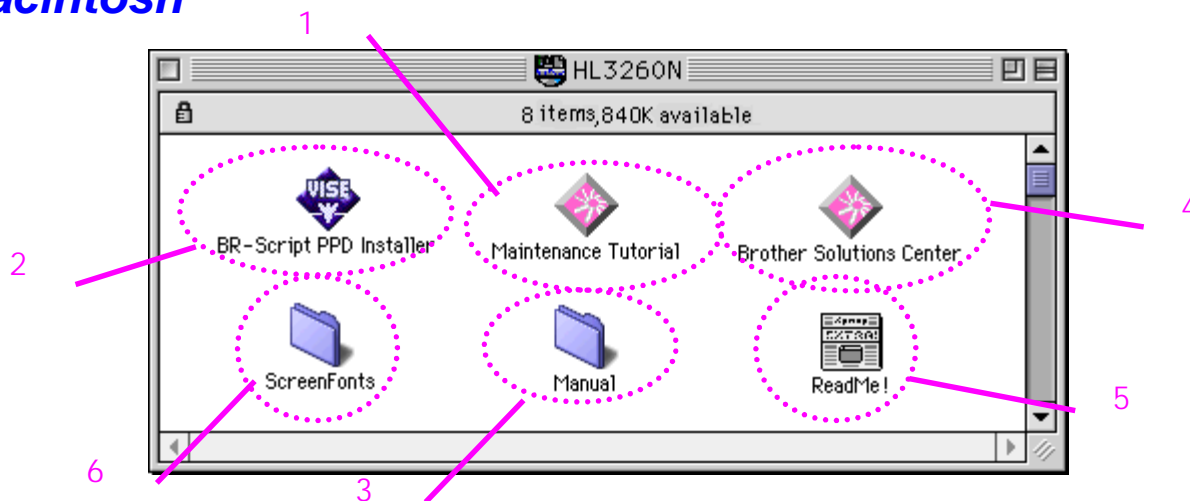 acintosh
1
HL3260N
8 items, 840K available
VISE
4
BR-Script PPD Installer
Maintenance Tutorial
Brother Solutions Center
2
EXTRA!
ScreenFonts
Manual
ReadMe!
5
6
3